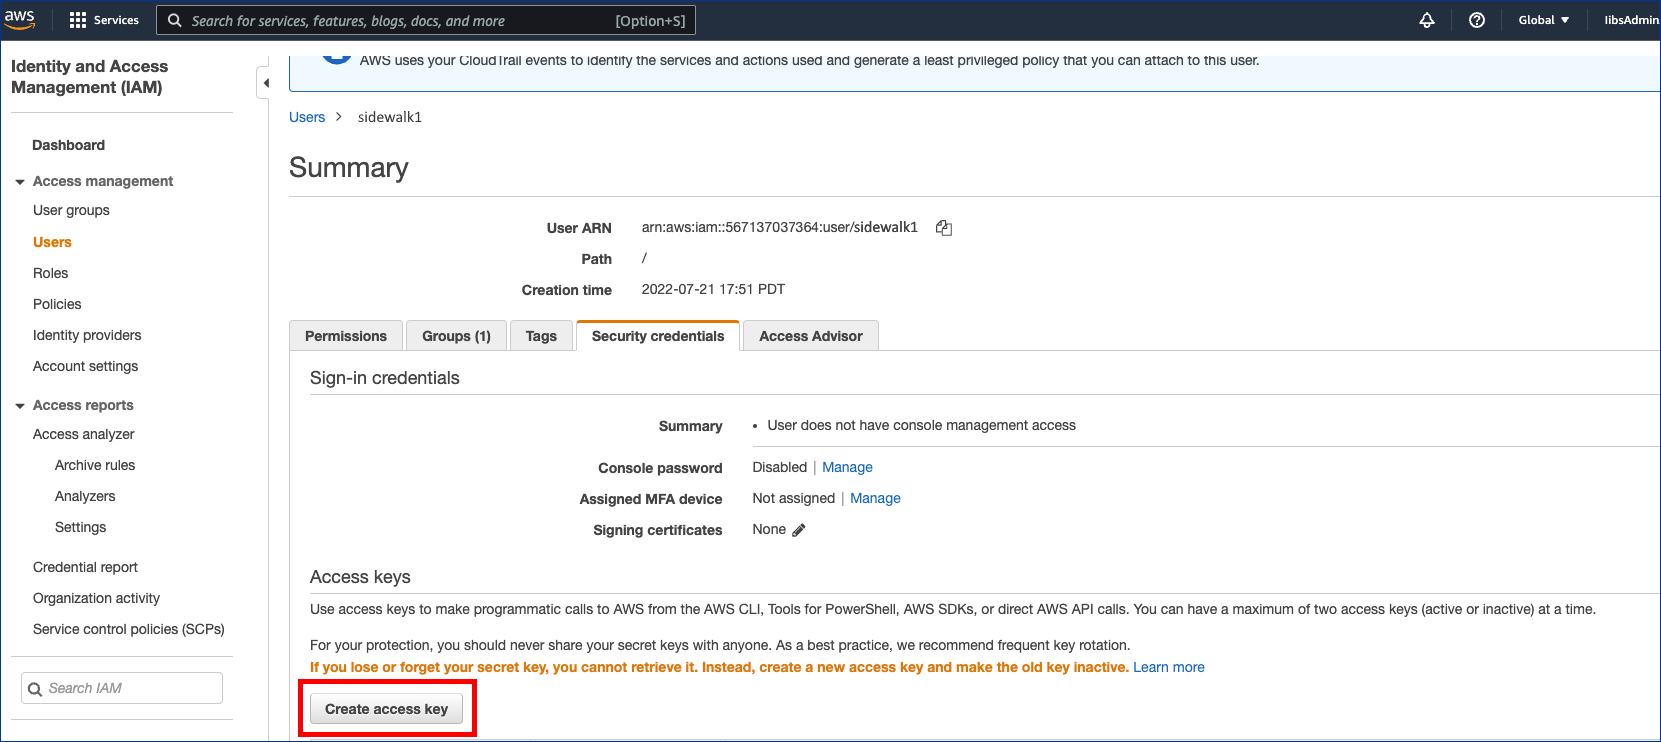 aws
Services
Search for services, features, blogs, docs, and more
[Option+S]
Global
IibsAdmin
Identity and Access
Management (IAM)
Dashboard
Access management
User groups
Users
Roles
Policies
Identity providers
Account settings
Access reports
Access analyzer
Archive rules
Analyzers
Settings
Credential report
Organization activity
Service control policies (SCPs)
Search IAM
AWS uses your CloudTrail events to identify the services and actions used and generate a least privileged policy that you can attach to this user.
Users > sidewalk1
Summary
User ARN arn:aws:iam::567137037364:user/sidewalk1
Path /
Creation time 2022-07-21 17:51 PDT
Permissions Groups (1) Tags Security credentials Access Advisor
Sign-in credentials
Summary • User does not have console management access
Console password Disabled | Manage
Assigned MFA device Not assigned | Manage
Signing certificates None
Access keys
Use access keys to make programmatic calls to AWS from the AWS CLI, Tools for PowerShell, AWS SDKs, or direct AWS API calls. You can have a maximum of two access keys (active or inactive) at a time.
For your protection, you should never share your secret keys with anyone. As a best practice, we recommend frequent key rotation.
If you lose or forget your secret key, you cannot retrieve it. Instead, create a new access key and make the old key inactive. Learn more
Create access key